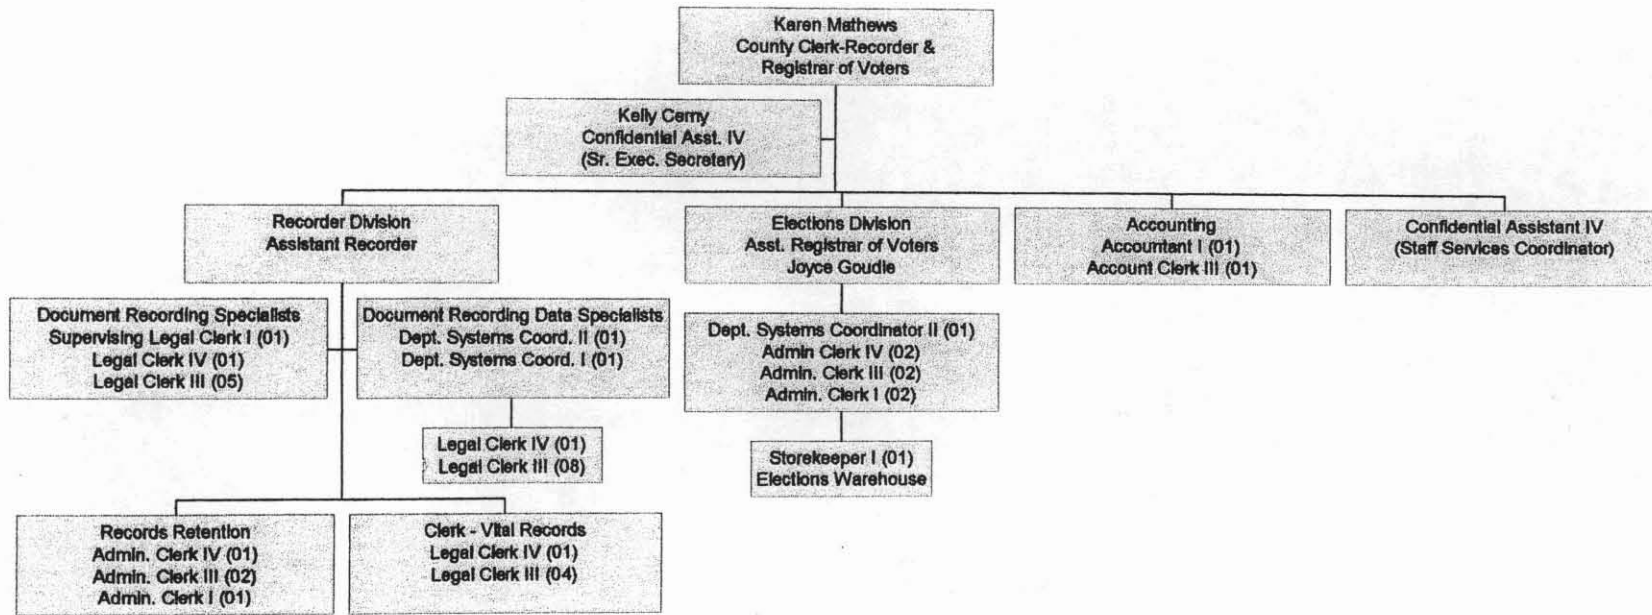 Karen Mathews
County Clerk-Recorder &
Registrar of Voters
Kelly Cerny
Confidential Asst. IV
(Sr. Exec. Secretary)
Recorder Division
Assistant Recorder
Elections Division
Asst. Registrar of Voters
Joyce Goudie
Accounting
Accountant I (01)
Account Clerk III (01)
Confidential Assistant IV
(Staff Services Coordinator)
Document Recording Specialists
Supervising Legal Clerk I (01)
Legal Clerk IV (01)
Legal Clerk III (05)
Document Recording Data Specialists
Dept. Systems Coord. II (01)
Dept. Systems Coord. I (01)
Dept. Systems Coordinator II (01)
Admin Clerk IV (02)
Admin. Clerk III (02)
Admin. Clerk I (02)
Legal Clerk IV (01)
Legal Clerk III (08)
Storekeeper I (01)
Elections Warehouse
Records Retention
Admin. Clerk IV (01)
Admin. Clerk III (02)
Admin. Clerk I (01)
Clerk - Vital Records
Legal Clerk IV (01)
Legal Clerk III (04)